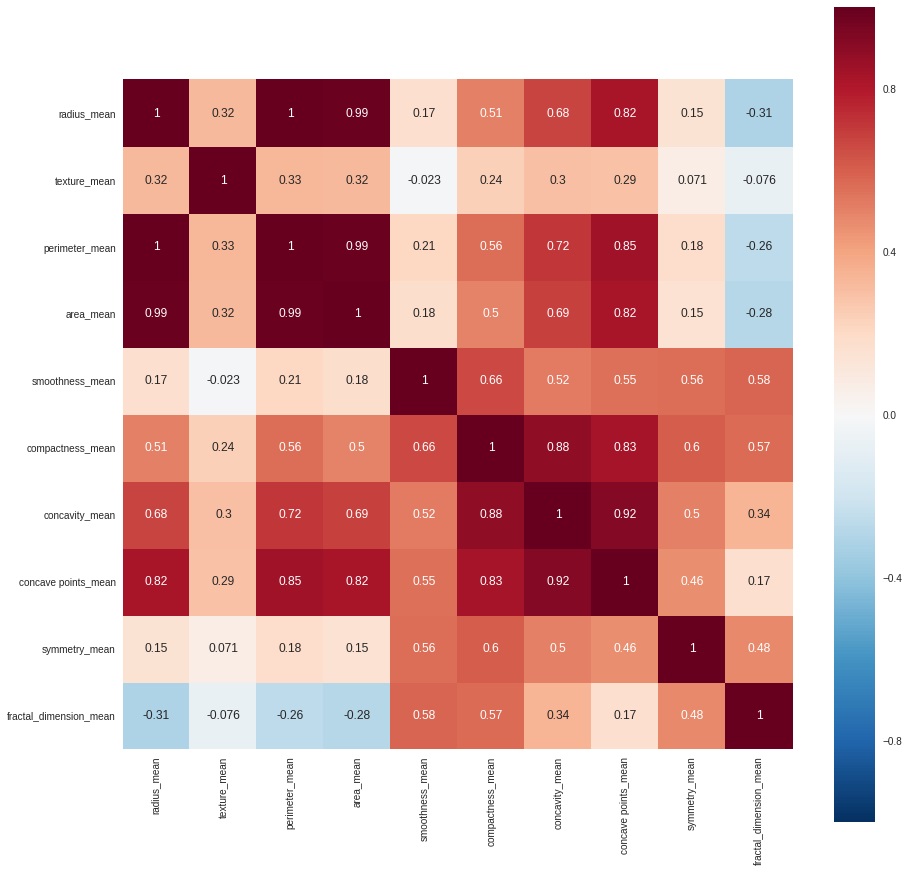 radius_mean 1 0.32 1 0.99 0.17 0.51 0.68 0.82 0.15 -0.31
texture_mean 0.32 1 0.33 0.32 -0.023 0.24 0.3 0.29 0.071 -0.076
perimeter_mean 1 0.33 1 0.99 0.21 0.56 0.72 0.85 0.18 -0.26
area_mean 0.99 0.32 0.99 1 0.18 0.5 0.69 0.82 0.15 -0.28
smoothness_mean 0.17 -0.023 0.21 0.18 1 0.66 0.52 0.55 0.56 0.58
compactness_mean 0.51 0.24 0.56 0.5 0.66 1 0.88 0.83 0.6 0.57
concavity_mean 0.68 0.3 0.72 0.69 0.52 0.88 1 0.92 0.5 0.34
concave points_mean 0.82 0.29 0.85 0.82 0.55 0.83 0.92 1 0.46 0.17
symmetry_mean 0.15 0.071 0.18 0.15 0.56 0.6 0.5 0.46 1 0.48
fractal_dimension_mean -0.31 -0.076 -0.26 -0.28 0.58 0.57 0.34 0.17 0.48 1
radius_mean
texture_mean
perimeter_mean
area_mean
smoothness_mean
compactness_mean
concavity_mean
concave points_mean
symmetry_mean
fractal_dimension_mean
0.8
0.4
0.0
−0.4
−0.8